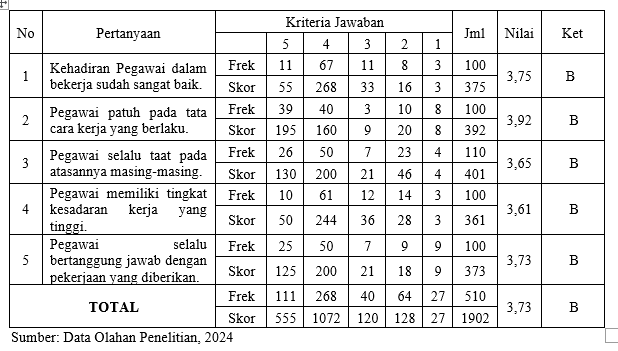 No Pertanyaan Kriteria Jawaban Jml Nilai Ket
5 4 3 2 1
1 Kehadiran Pegawai dalam bekerja sudah sangat baik. Frek 11 67 11 8 3 100 3,75 B
Skor 55 268 33 16 3 375
2 Pegawai patuh pada tata cara kerja yang berlaku. Frek 39 40 3 10 8 100 3,92 B
Skor 195 160 9 20 8 392
3 Pegawai selalu taat pada atasannya masing-masing. Frek 26 50 7 23 4 110 3,65 B
Skor 130 200 21 46 4 401
4 Pegawai memiliki tingkat kesadaran kerja yang tinggi. Frek 10 61 12 14 3 100 3,61 B
Skor 50 244 36 28 3 361
5 Pegawai selalu bertanggung jawab dengan pekerjaan yang diberikan. Frek 25 50 7 9 9 100 3,73 B
Skor 125 200 21 18 9 373
TOTAL Frek 111 268 40 64 27 510 3,73 B
Skor 555 1072 120 128 27 1902
Sumber: Data Olahan Penelitian, 2024